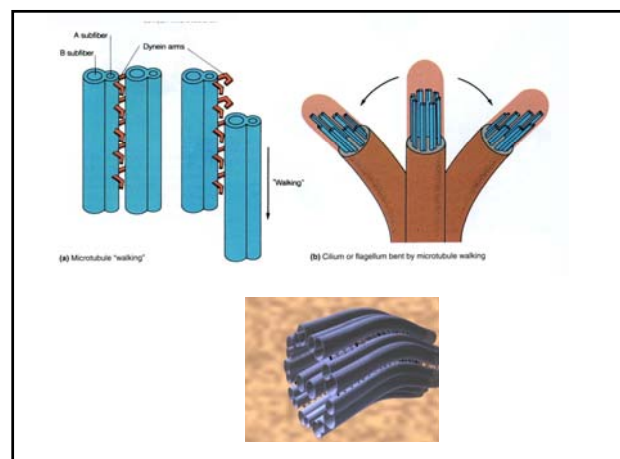 A subfiber
B subfiber
Dynein arms
"Walking"
(a) Microtubule "walking"
(b) Cilium or flagellum bent by microtubule walking